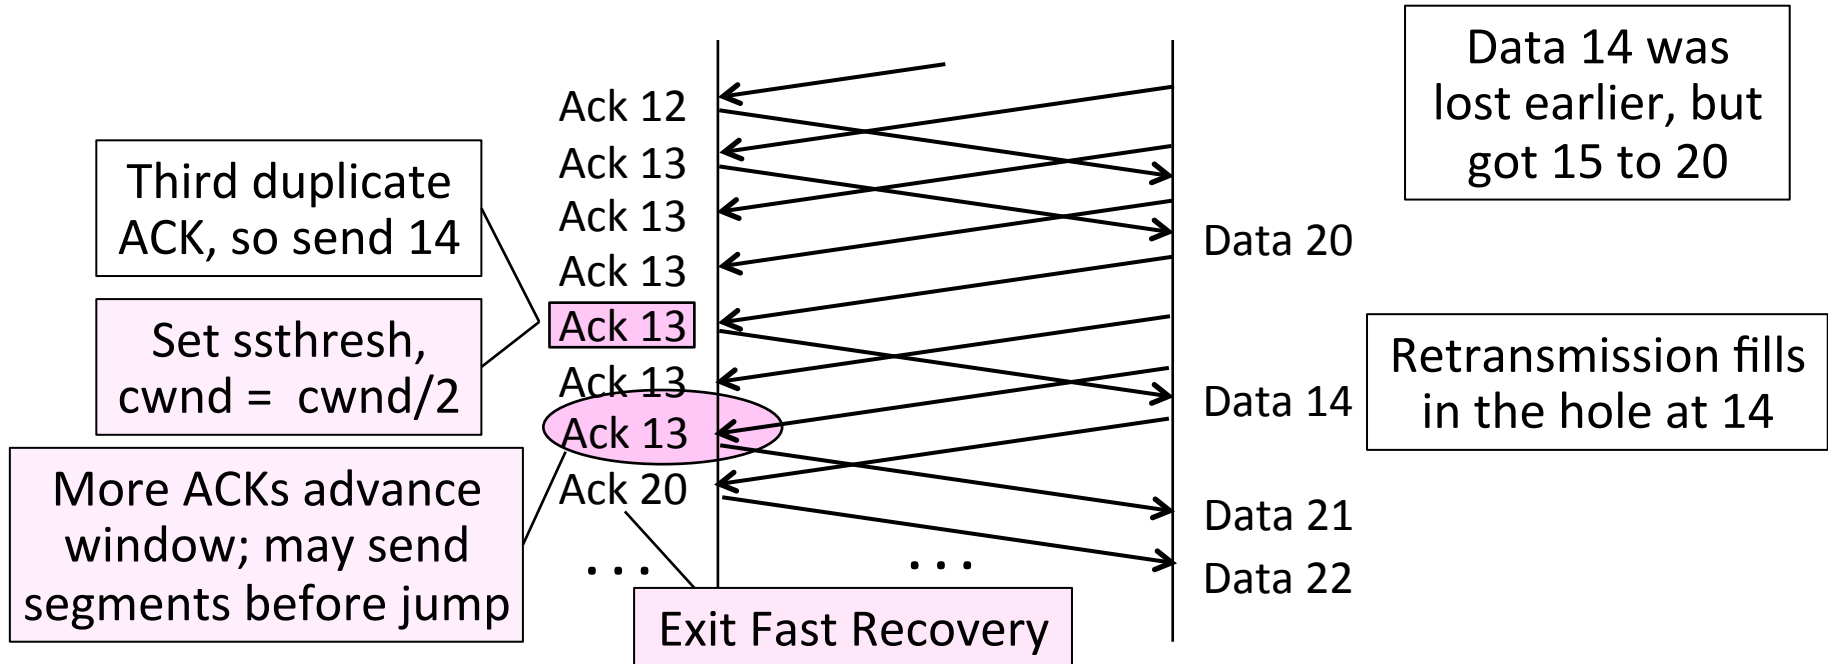 Data 14 was
lost earlier, but
got 15 to 20
Third duplicate
ACK, so send 14
Set ssthresh,
cwnd = cwnd/2
More ACKs advance
window; may send
segments before jump
Ack 12
Ack 13
Ack 13
Ack 13
Ack 13
Ack 13
Ack 13
Ack 20
. . .
. . .
Exit Fast Recovery
Data 20
Data 14
Data 21
Data 22
Retransmission fills
in the hole at 14